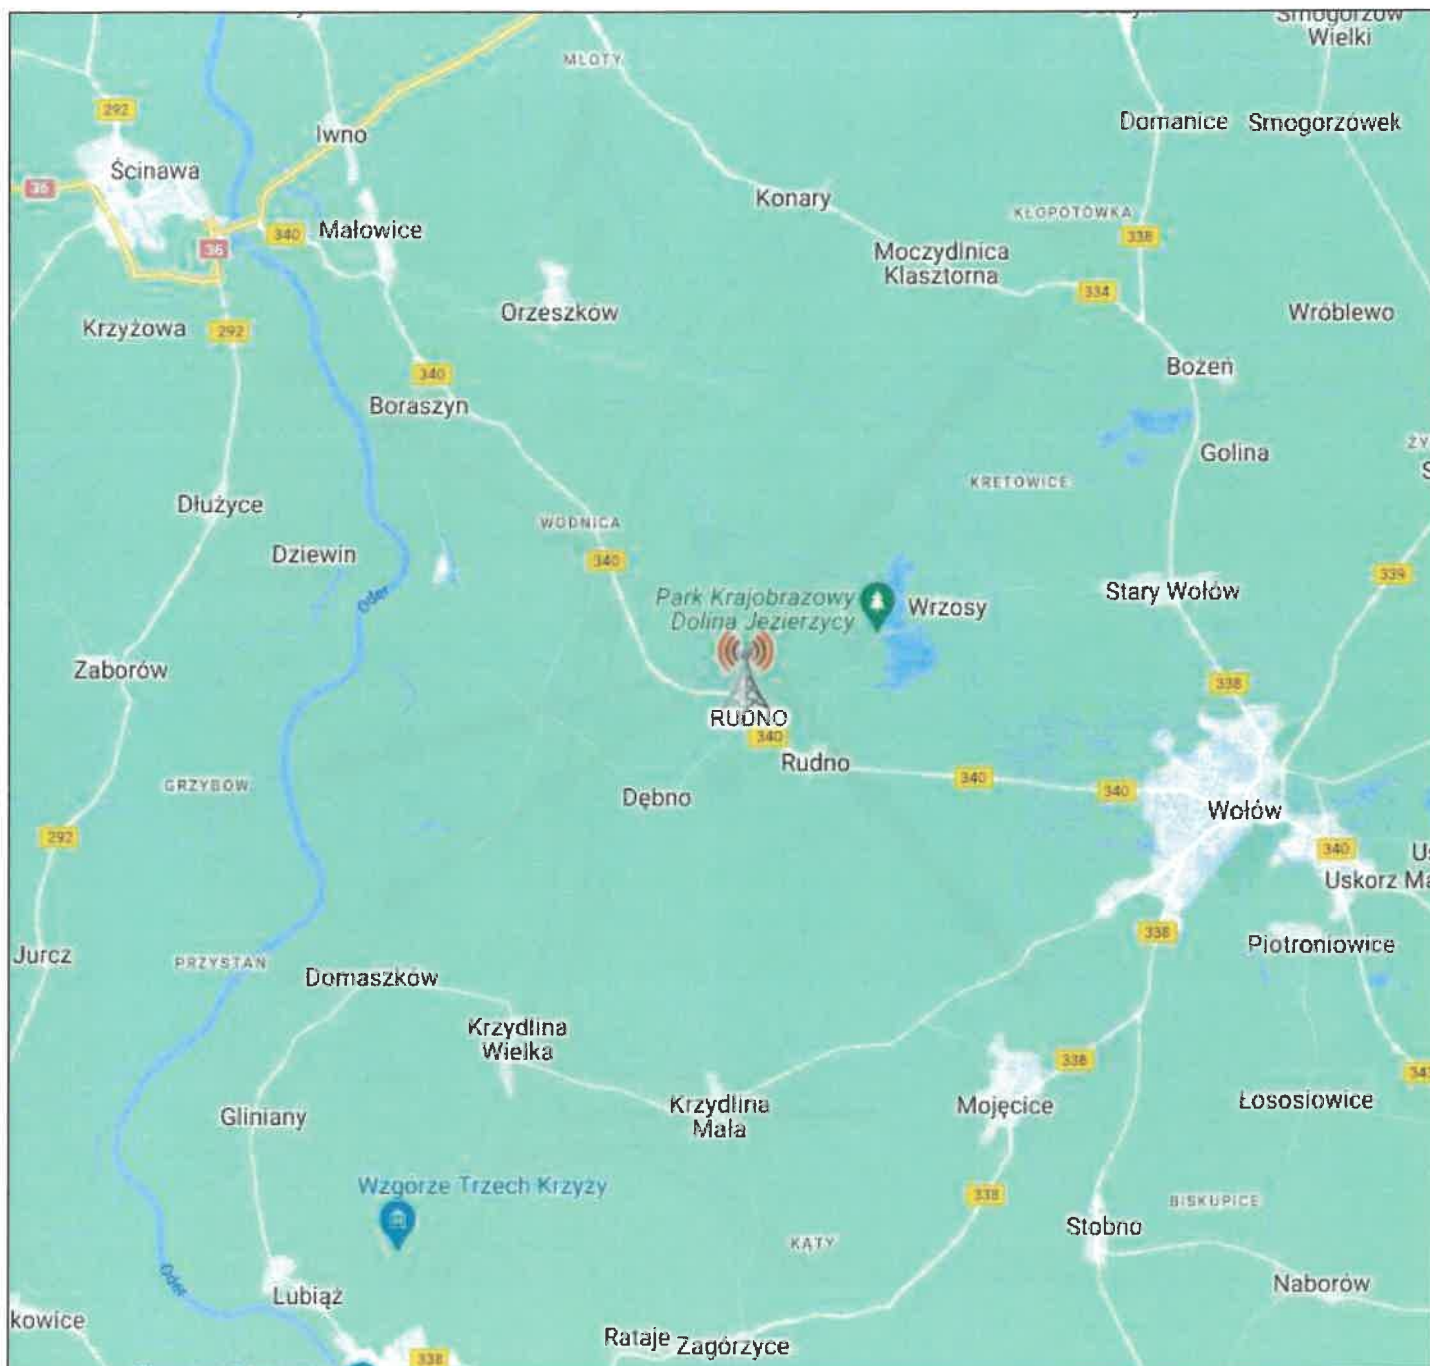 Smogorzów
Wielki
MŁOTY
292
Iwno
Domanice
Smogorzówek
Ścinawa
36
Konary
KŁOPOTÓWKA
340
Małowice
338
36
Moczydlnica
Klasztorna
334
Orzeszków
Wróblewo
Krzyżowa
292
Bożeń
340
Boraszyn
Golina
KRETOWICE
Dłużyce
WODNICA
Dziewin
340
339
Oder
Park Krajobrazowy
Dolina Jezierzycy
Wrzosy
Stary Wołów
Zaborów
338
RUDNO
340
Rudno
340
340
GRZYBÓW
Dębno
Wołów
292
340
Uskorz Ma
338
Jurcz
PRZYSTAŃ
Piotroniowice
Domaszków
Krzydlina
Wielka
338
Krzydlina
Mała
Mojęcice
Łososiowice
Gliniany
Wzgórze Trzech Krzyży
338
BISKUPICE
Stobno
KĄTY
Oder
Naborów
Lubiąż
kowice
Rataje
Zagórzyce
338